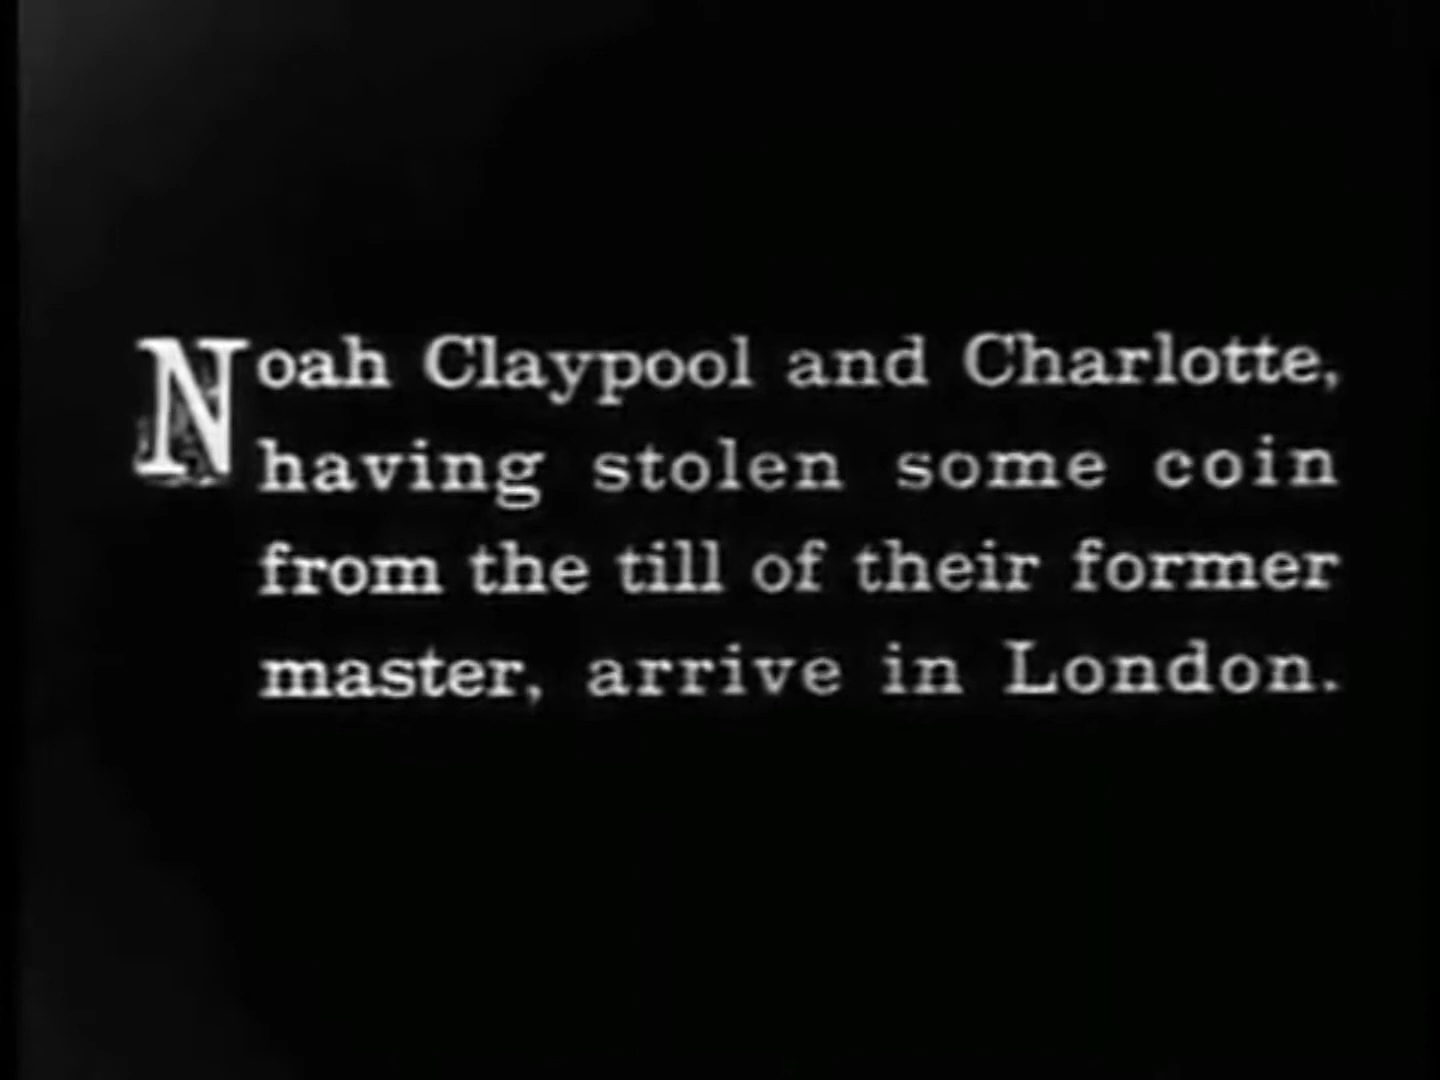 Noah Claypool and Charlotte,
having stolen some coin
from the till of their former
master, arrive in London.